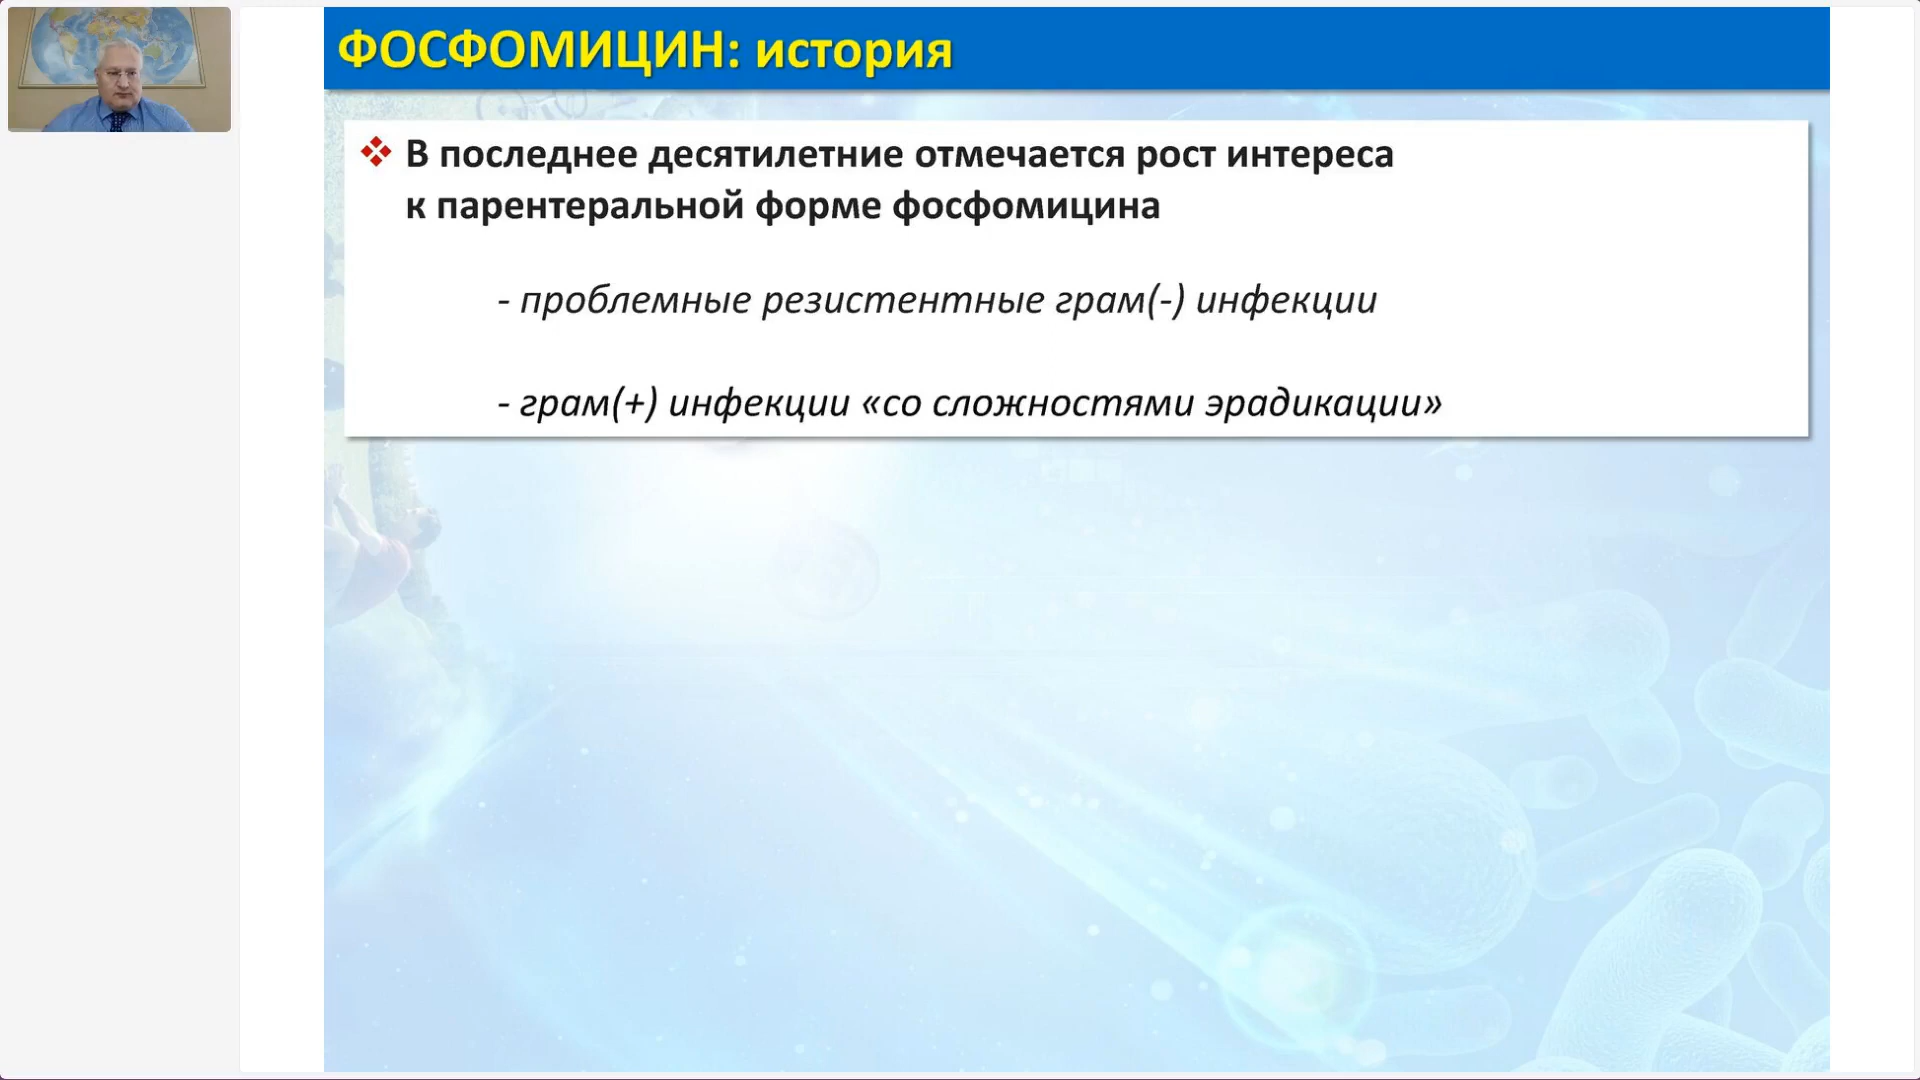 ФОСФОМИЦИН: история
В последнее десятилетние отмечается рост интереса
к парентеральной форме фосфомицина
- проблемные резистентные грам(-) инфекции
- грам(+) инфекции «со сложностями эрадикации»